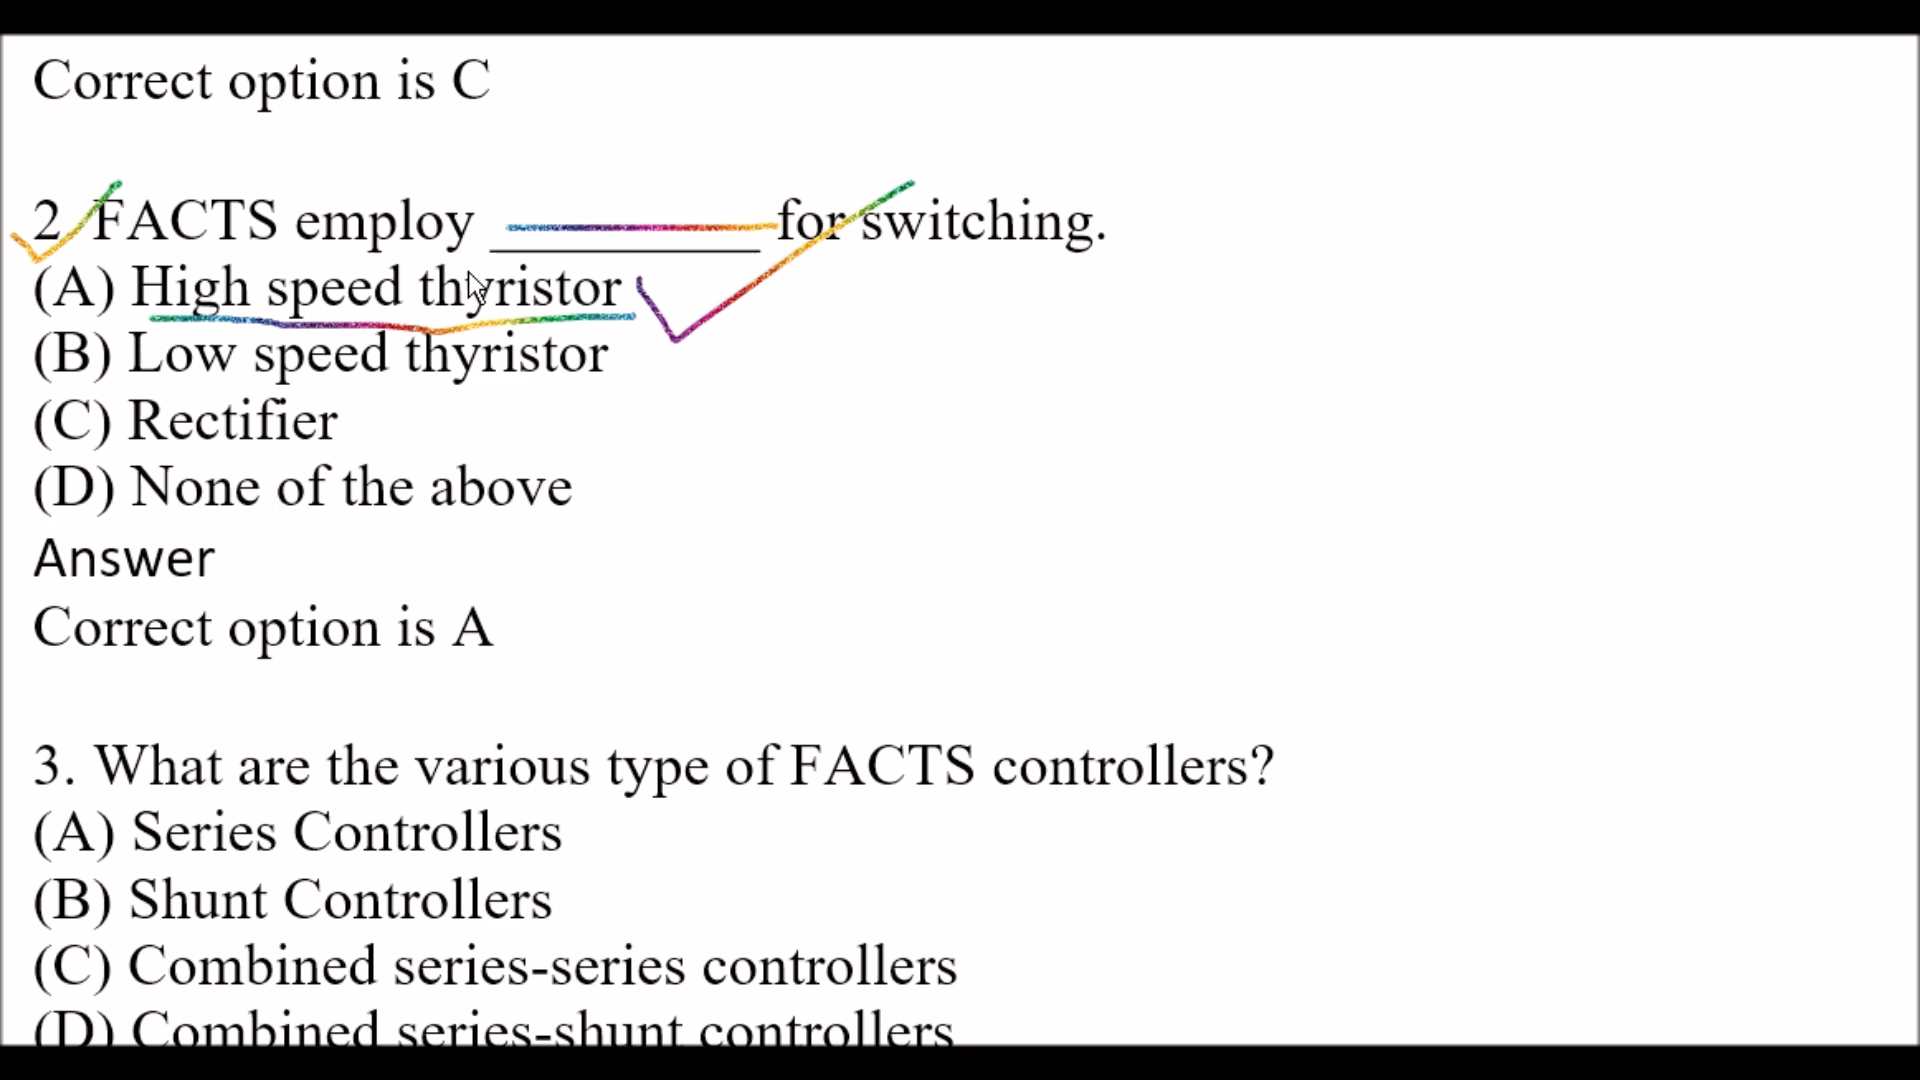 Correct option is C
2 FACTS employ __________ for switching.
(A) High speed thyristor
(B) Low speed thyristor
(C) Rectifier
(D) None of the above
Answer
Correct option is A
3. What are the various type of FACTS controllers?
(A) Series Controllers
(B) Shunt Controllers
(C) Combined series-series controllers
(D) Combined series-shunt controllers